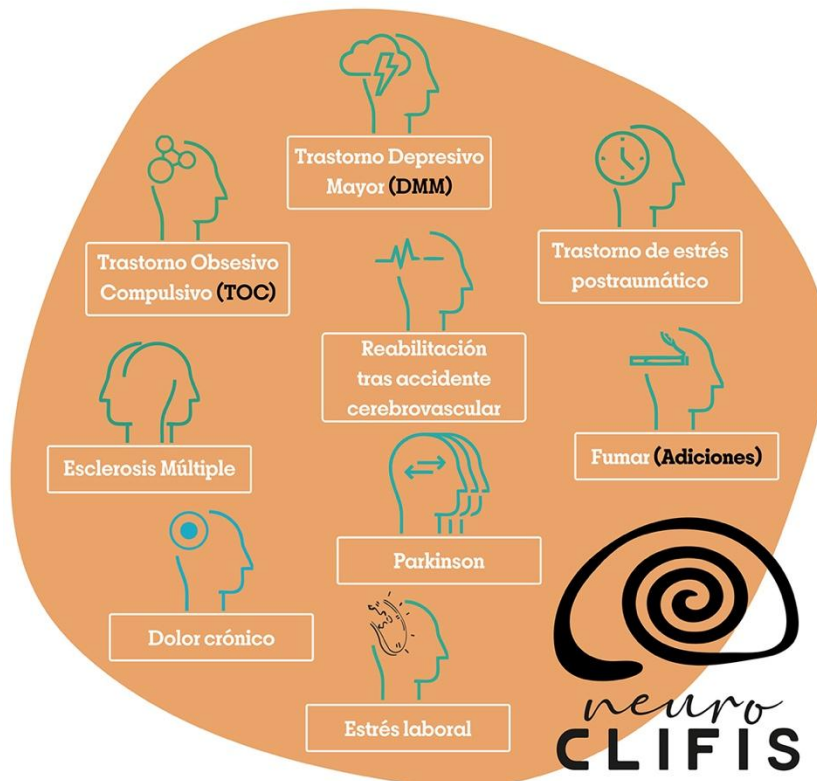 Trastorno Depresivo
Mayor (DMM)
Trastorno Obsesivo
Compulsivo (TOC)
Trastorno de estrés
postraumático
Reabilitación
tras accidente
cerebrovascular
Esclerosis Múltiple
Fumar (Adiciones)
Parkinson
Dolor crónico
Estrés laboral
neuro
CLIFIS